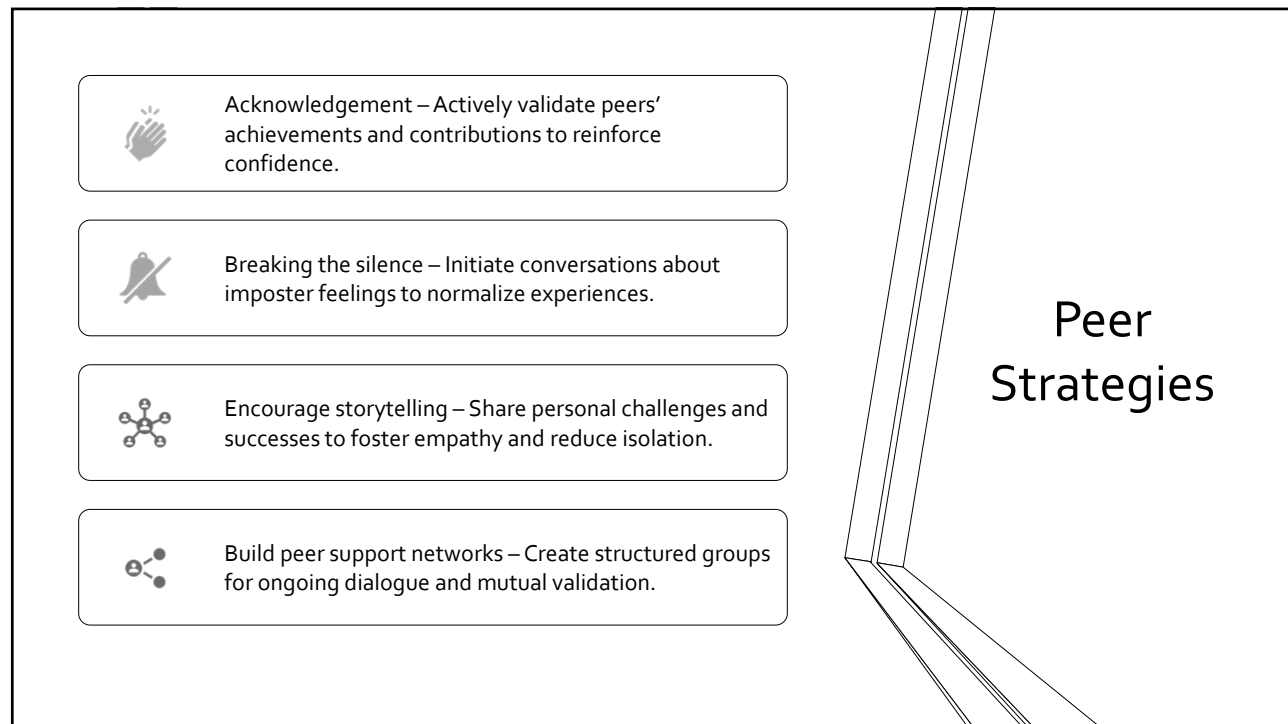 Acknowledgement – Actively validate peers’
achievements and contributions to reinforce
confidence.
Breaking the silence – Initiate conversations about
imposter feelings to normalize experiences.
Encourage storytelling – Share personal challenges and
successes to foster empathy and reduce isolation.
Build peer support networks – Create structured groups
for ongoing dialogue and mutual validation.
Peer
Strategies